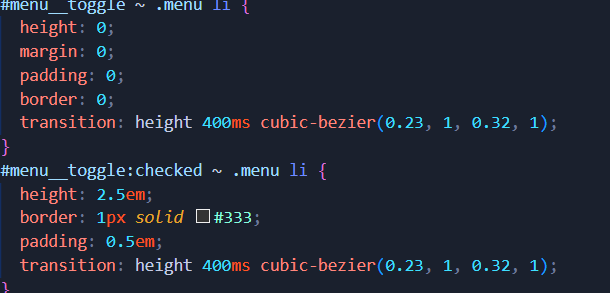 #menu__toggle ~ .menu li {
height: 0;
margin: 0;
padding: 0;
border: 0;
transition: height 400ms cubic-bezier(0.23, 1, 0.32, 1);
}
#menu__toggle:checked ~ .menu li {
height: 2.5em;
border: 1px solid #333;
padding: 0.5em;
transition: height 400ms cubic-bezier(0.23, 1, 0.32, 1);
}